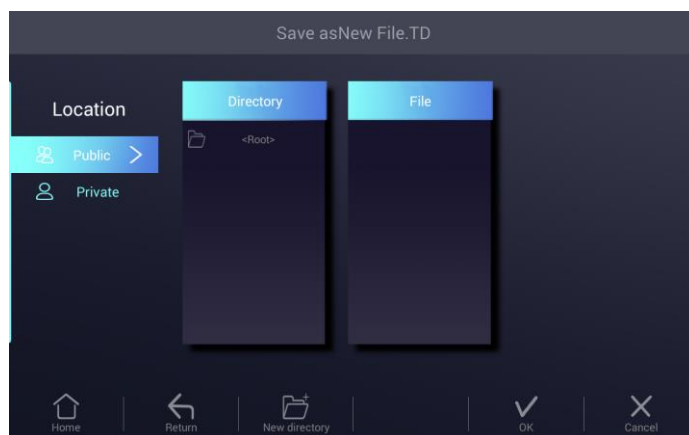 Save asNew File.TD
Location
Public
Private
Directory
<Root>
File
Home
Return
New directory
OK
Cancel